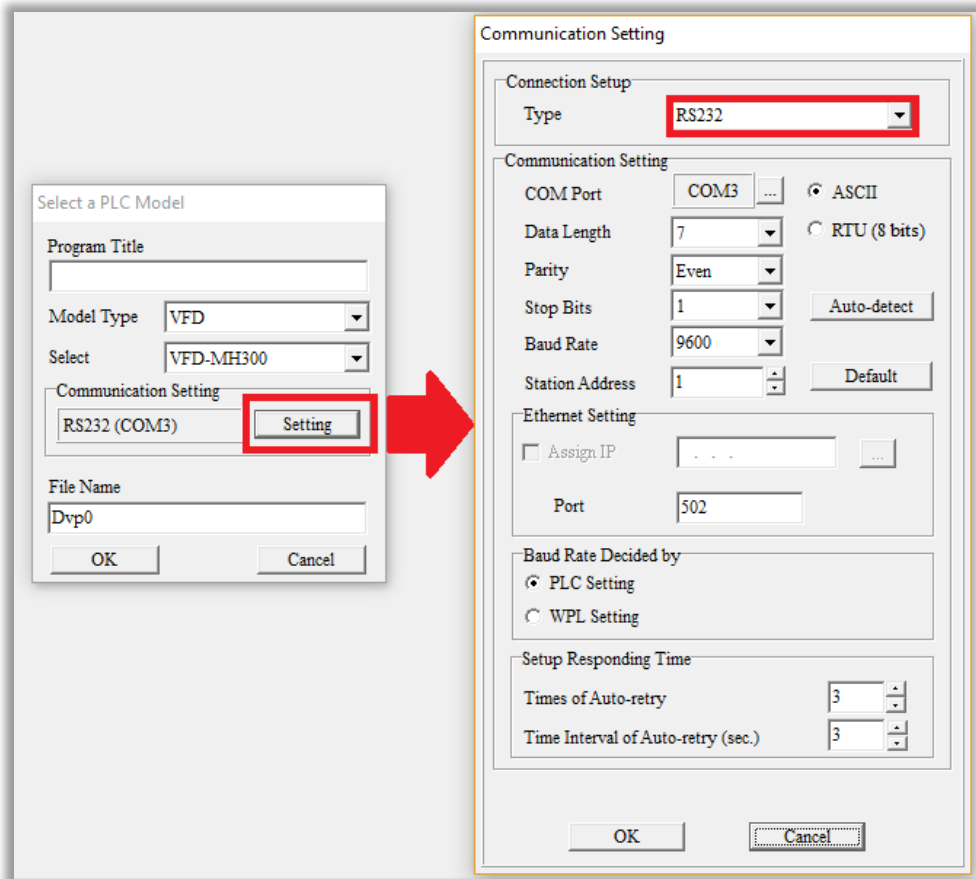 Select a PLC Model
Program Title
Model Type VFD
Select VFD-MH300
Communication Setting
RS232 (COM3) Setting
File Name
Dvp0
OK Cancel
Communication Setting
Connection Setup
Type RS232
Communication Setting
COM Port COM3 ... ASCII
Data Length 7 RTU (8 bits)
Parity Even
Stop Bits 1 Auto-detect
Baud Rate 9600
Station Address 1 Default
Ethernet Setting
Assign IP . . . ...
Port 502
Baud Rate Decided by
PLC Setting
WPL Setting
Setup Responding Time
Times of Auto-retry 3
Time Interval of Auto-retry (sec.) 3
OK Cancel